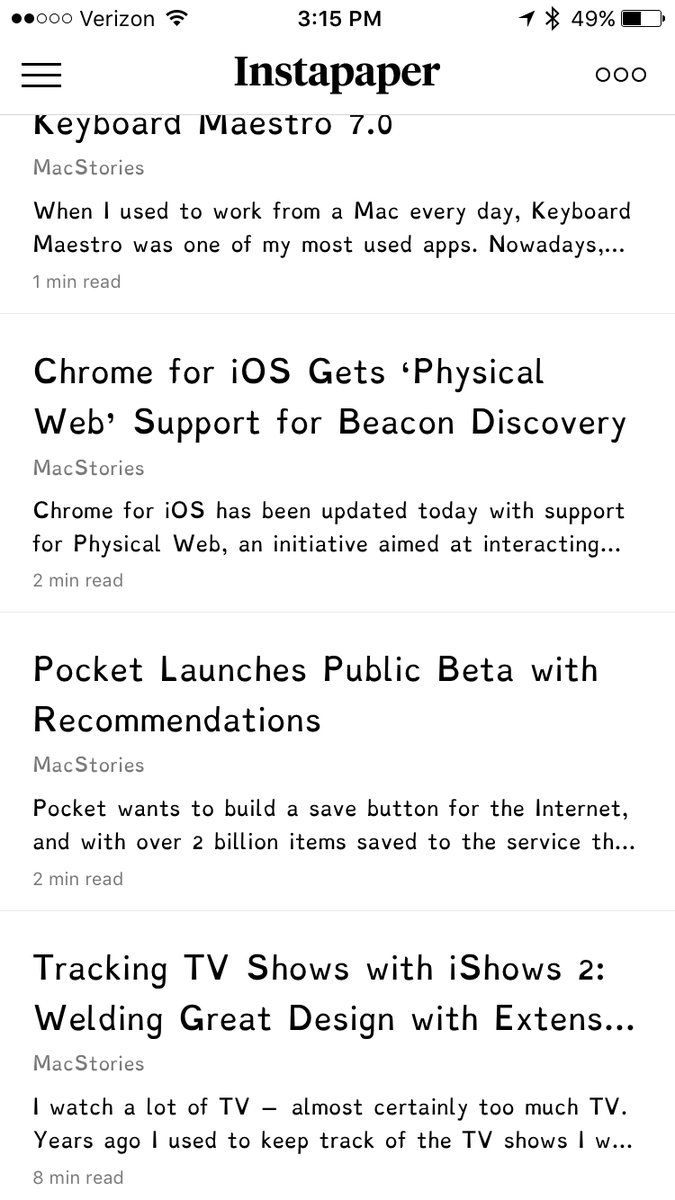 Verizon 3:15 PM 49%
Instapaper
Keyboard Maestro 7.0
MacStories
When I used to work from a Mac every day, Keyboard
Maestro was one of my most used apps. Nowadays,...
1 min read
Chrome for iOS Gets ‘Physical
Web’ Support for Beacon Discovery
MacStories
Chrome for iOS has been updated today with support
for Physical Web, an initiative aimed at interacting...
2 min read
Pocket Launches Public Beta with
Recommendations
MacStories
Pocket wants to build a save button for the Internet,
and with over 2 billion items saved to the service th...
2 min read
Tracking TV Shows with iShows 2:
Welding Great Design with Extens...
MacStories
I watch a lot of TV – almost certainly too much TV.
Years ago I used to keep track of the TV shows I w...
8 min read